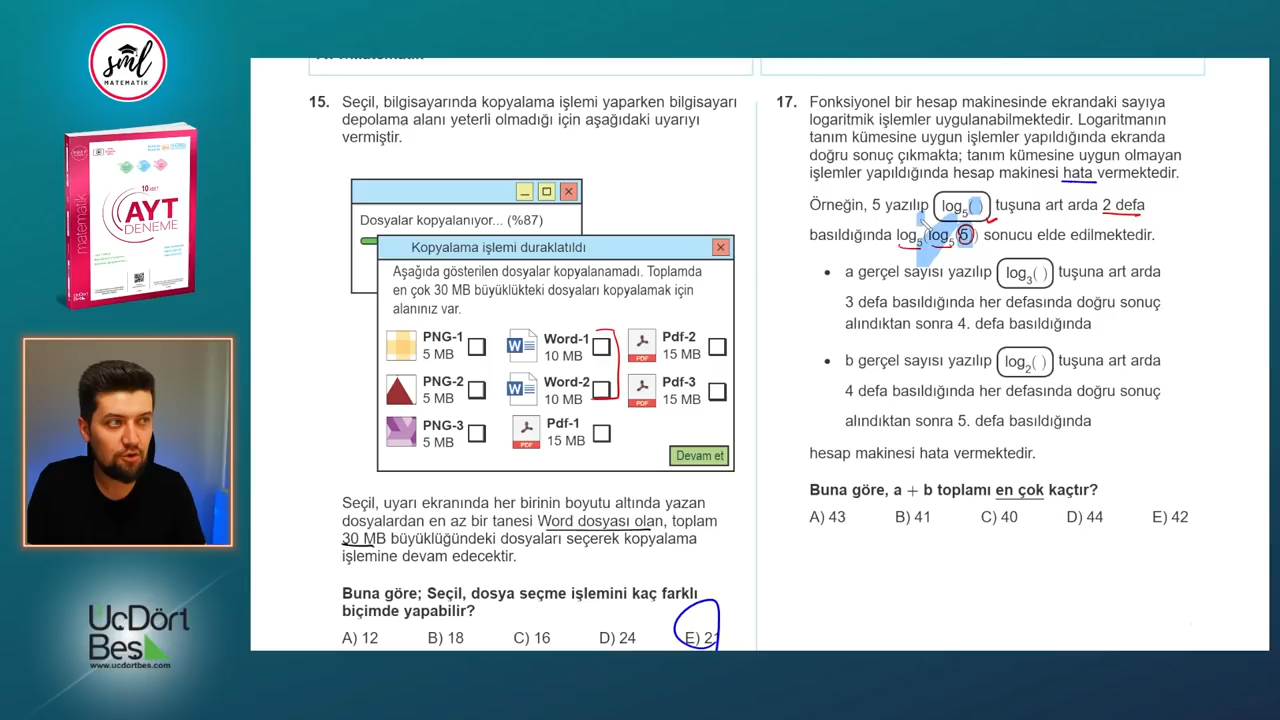 sml
MATEMATİK
matematik
10 ADET
AYT
DENEME
ÜçDört
Beş
www.ucdortbes.com
15. Seçil, bilgisayarında kopyalama işlemi yaparken bilgisayarı
depolama alanı yeterli olmadığı için aşağıdaki uyarıyı
vermiştir.
Dosyalar kopyalanıyor... (%87)
Kopyalama işlemi duraklatıldı
Aşağıda gösterilen dosyalar kopyalanamadı. Toplamda
en çok 30 MB büyüklükteki dosyaları kopyalamak için
alanınız var.
PNG-1 Word-1 Pdf-2
5 MB 10 MB 15 MB
PNG-2 Word-2 Pdf-3
5 MB 10 MB 15 MB
PNG-3 Pdf-1
5 MB 15 MB
Devam et
Seçil, uyarı ekranında her birinin boyutu altında yazan
dosyalardan en az bir tanesi Word dosyası olan, toplam
30 MB büyüklüğündeki dosyaları seçerek kopyalama
işlemine devam edecektir.
Buna göre; Seçil, dosya seçme işlemini kaç farklı
biçimde yapabilir?
A) 12 B) 18 C) 16 D) 24 E) 21
17. Fonksiyonel bir hesap makinesinde ekrandaki sayıya
logaritmik işlemler uygulanabilmektedir. Logaritmanın
tanım kümesine uygun işlemler yapıldığında ekranda
doğru sonuç çıkmakta; tanım kümesine uygun olmayan
işlemler yapıldığında hesap makinesi hata vermektedir.
Örneğin, 5 yazılıp log₅( ) tuşuna art arda 2 defa
basıldığında log₅(log₅5) sonucu elde edilmektedir.
• a gerçel sayısı yazılıp log₃( ) tuşuna art arda
3 defa basıldığında her defasında doğru sonuç
alındıktan sonra 4. defa basıldığında
• b gerçel sayısı yazılıp log₂( ) tuşuna art arda
4 defa basıldığında her defasında doğru sonuç
alındıktan sonra 5. defa basıldığında
hesap makinesi hata vermektedir.
Buna göre, a + b toplamı en çok kaçtır?
A) 43 B) 41 C) 40 D) 44 E) 42